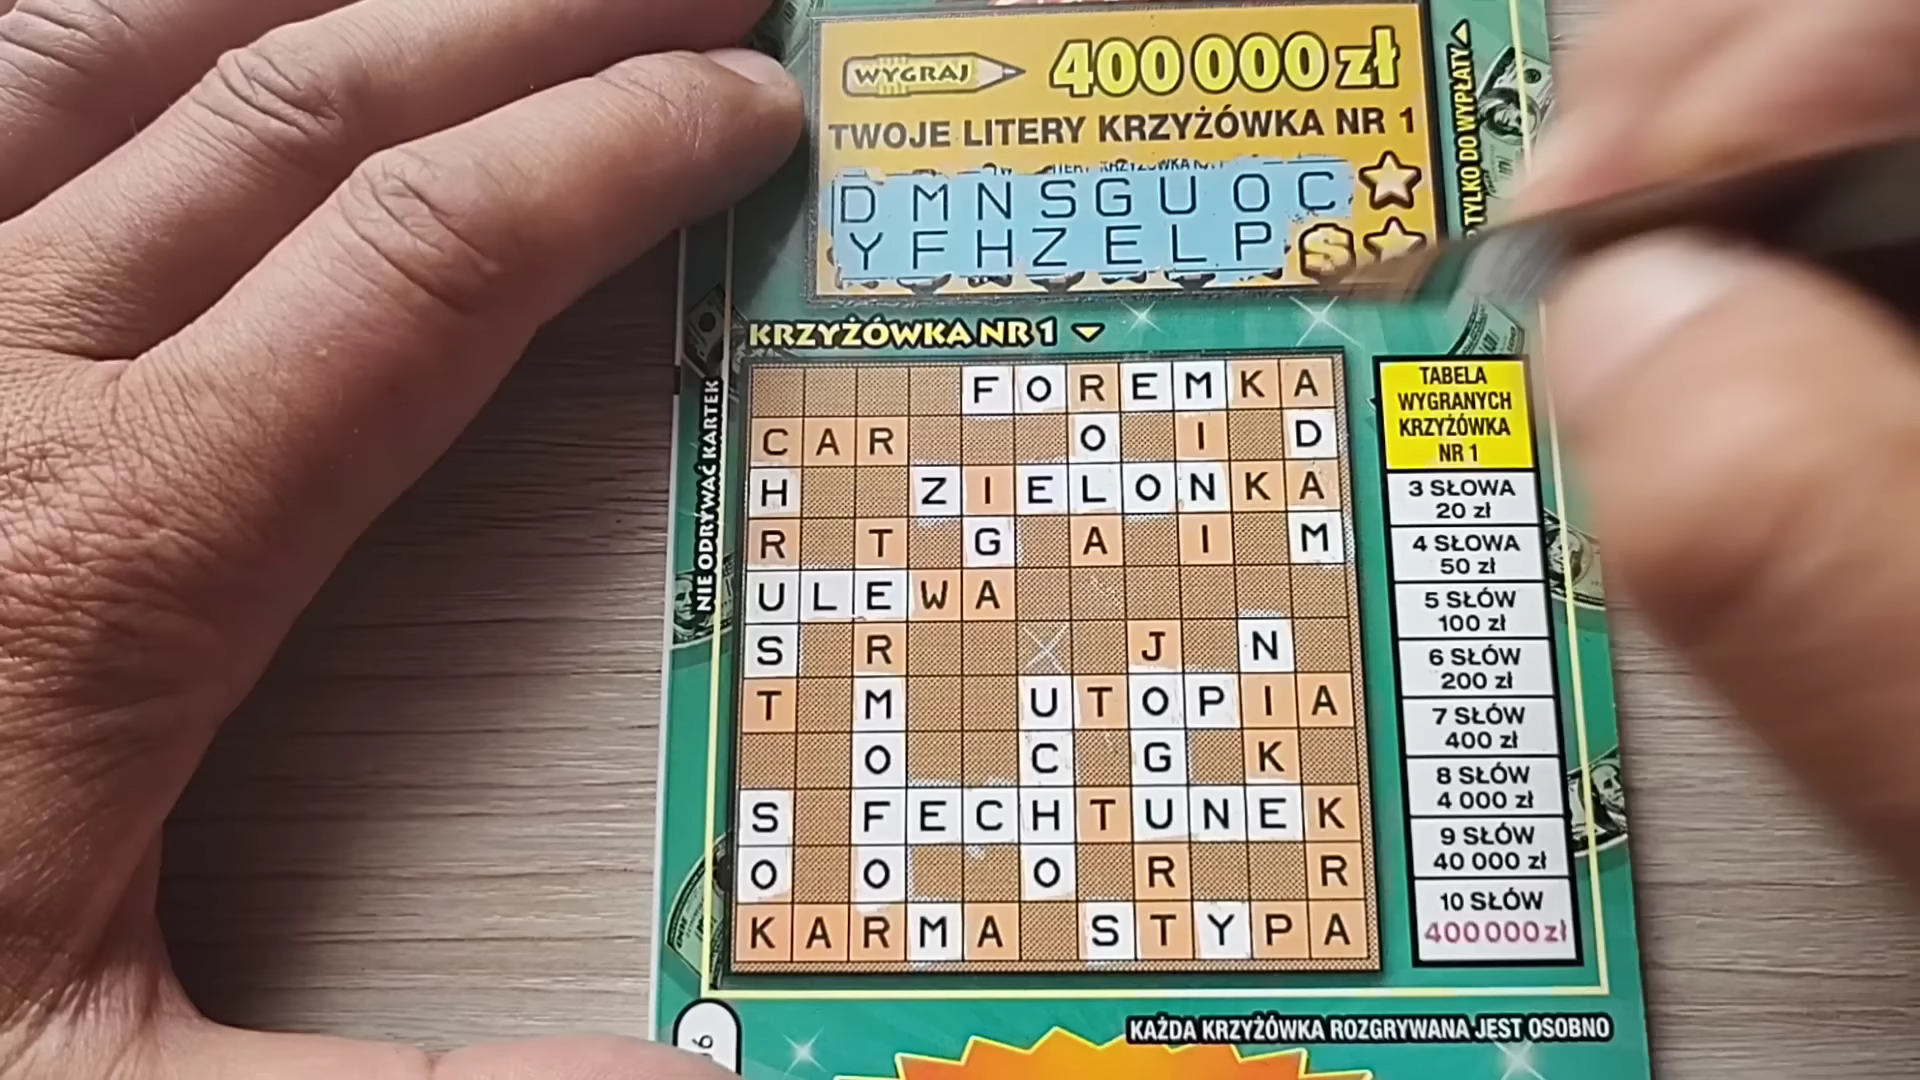 WYGRAJ 400 000 zł
TYLKO DO WYPŁATY
TWOJE LITERY KRZYŻÓWKA NR 1
D M N S G U O C
Y F H Z E L P
KRZYŻÓWKA NR 1
NIE ODRYWAĆ KARTEK
F O R E M K A
C A R O I D
H Z I E L O N K A
R T G A I M
U L E W A
S R J N
T M U T O P I A
O C G K
S F E C H T U N E K
O O O R R
K A R M A S T Y P A
TABELA
WYGRANYCH
KRZYŻÓWKA
NR 1
3 SŁOWA
20 zł
4 SŁOWA
50 zł
5 SŁÓW
100 zł
6 SŁÓW
200 zł
7 SŁÓW
400 zł
8 SŁÓW
4 000 zł
9 SŁÓW
40 000 zł
10 SŁÓW
400 000 zł
KAŻDA KRZYŻÓWKA ROZGRYWANA JEST OSOBNO